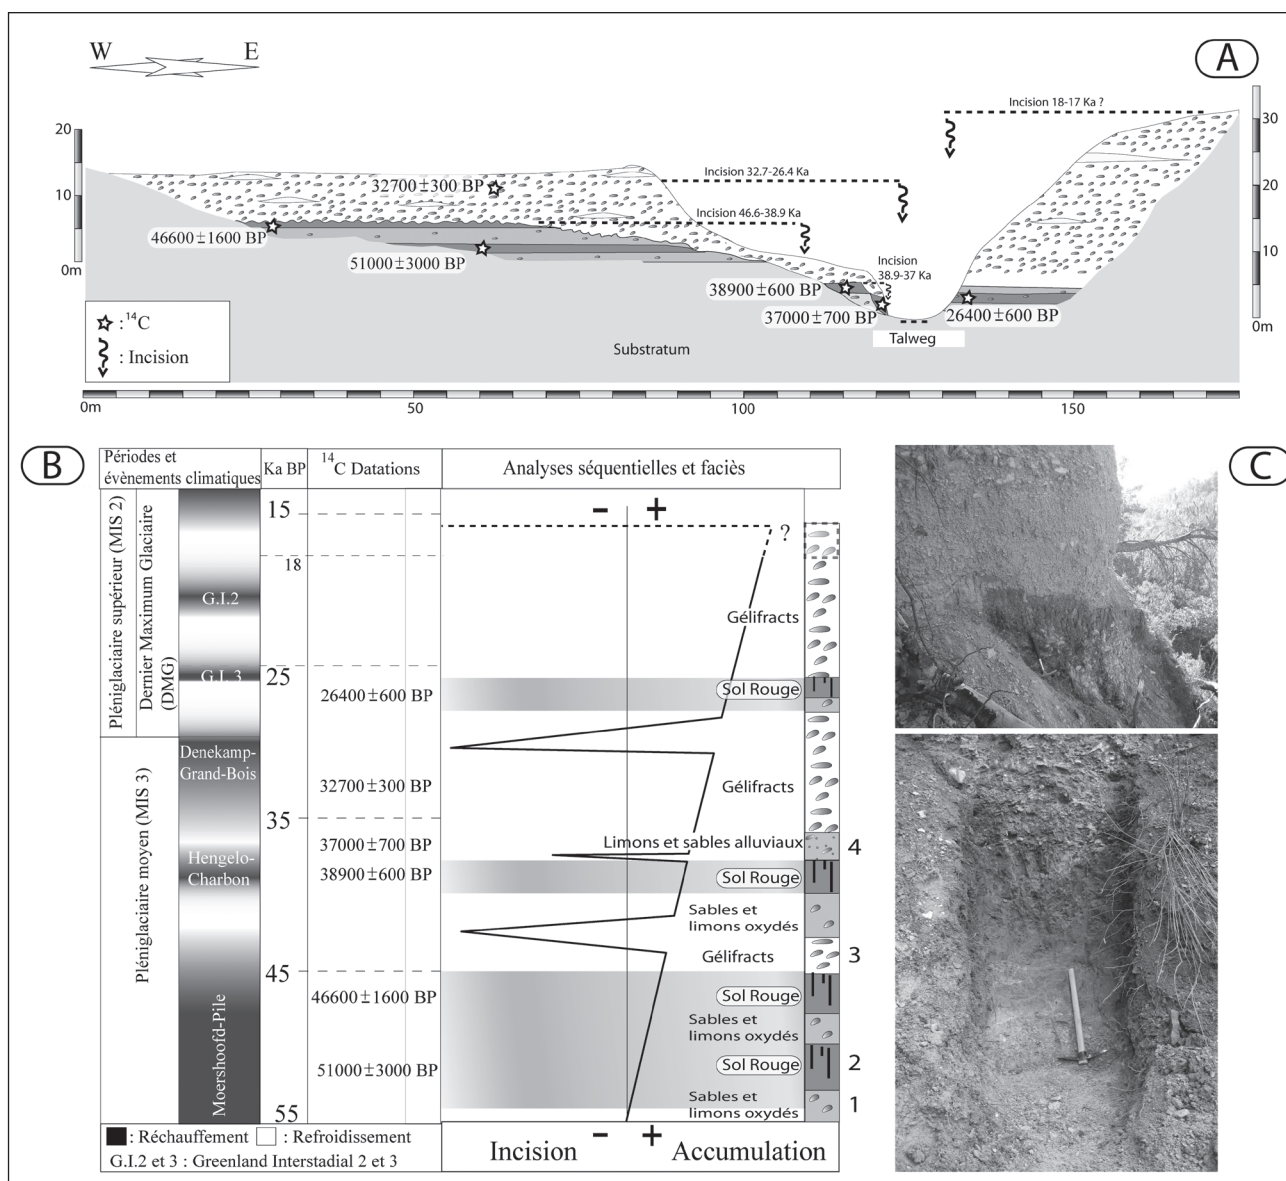 W E
A
Incision 18-17 Ka ?
20
30
32700±300 BP
Incision 32.7-26.4 Ka
10
20
46600±1600 BP
Incision 46.6-38.9 Ka
51000±3000 BP
0m
10
Incision
38.9-37 Ka
38900±600 BP
37000±700 BP
26400±600 BP
0m
☆ : 14C
: Incision
Substratum
Talweg
0m 50 100 150
B
Périodes et
évènements climatiques
Ka BP
14C Datations
Analyses séquentielles et faciès
C
Pléniglaciaire supérieur (MIS 2)
Dernier Maximum Glaciaire
(DMG)
Pléniglaciaire moyen (MIS 3)
- +
15
?
18
G.I.2
Gélifracts
G.I. 3
25
26400±600 BP
Sol Rouge
Denekamp-
Grand-Bois
32700±300 BP
Gélifracts
35
37000±700 BP
Limons et sables alluviaux
4
Hengelo-
Charbon
38900±600 BP
Sol Rouge
Sables et
limons oxydés
Gélifracts
3
45
46600±1600 BP
Sol Rouge
Sables et
limons oxydés
Moershoofd-Pile
51000±3000 BP
Sol Rouge
2
Sables et
limons oxydés
1
55
: Réchauffement : Refroidissement
G.I.2 et 3 : Greenland Interstadial 2 et 3
Incision - + Accumulation